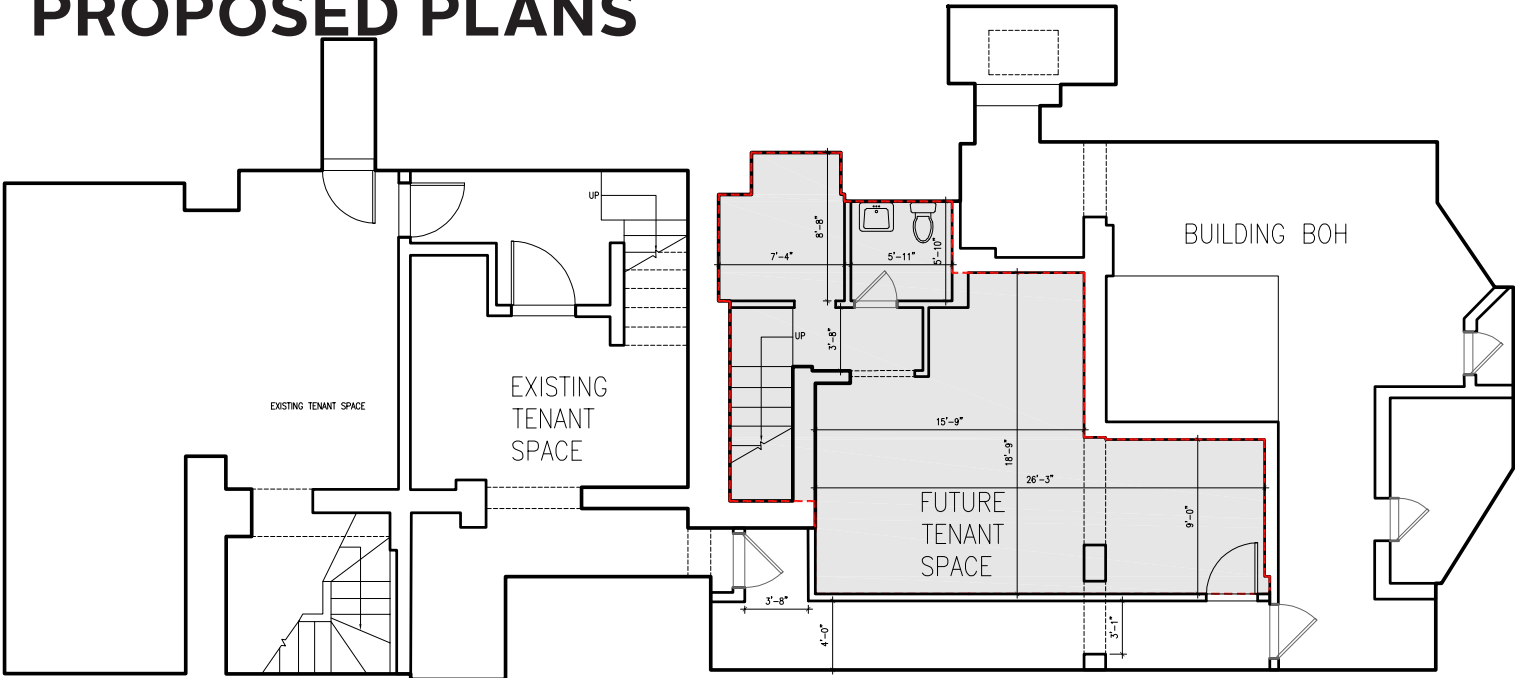 PROPOSED PLANS
UP
BUILDING BOH
8'-8"
7'-4"
5'-11"
5'-10"
UP
3'-8"
EXISTING
TENANT
SPACE
EXISTING TENANT SPACE
15'-9"
18'-9"
26'-3"
FUTURE
TENANT
SPACE
9'-0"
3'-8"
4'-0"
3'-1"